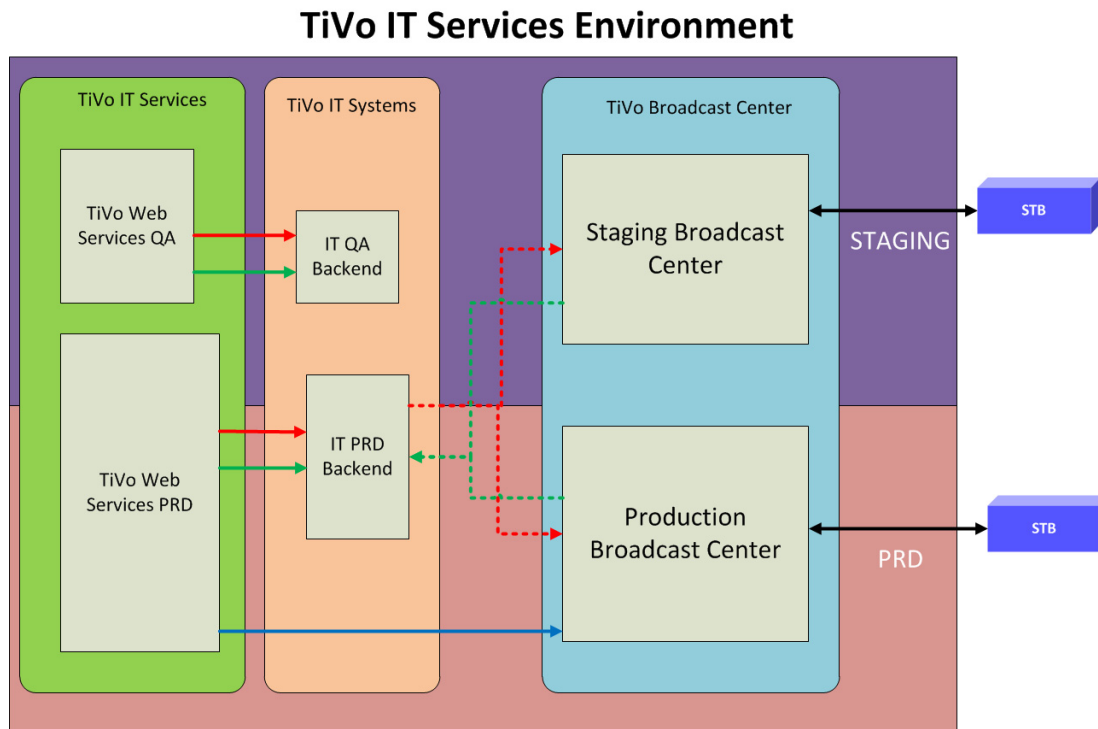 TiVo IT Services Environment
TiVo IT Services
TiVo IT Systems
TiVo Broadcast Center
TiVo Web
Services QA
IT QA
Backend
Staging Broadcast
Center
STB
STAGING
TiVo Web
Services PRD
IT PRD
Backend
Production
Broadcast Center
STB
PRD